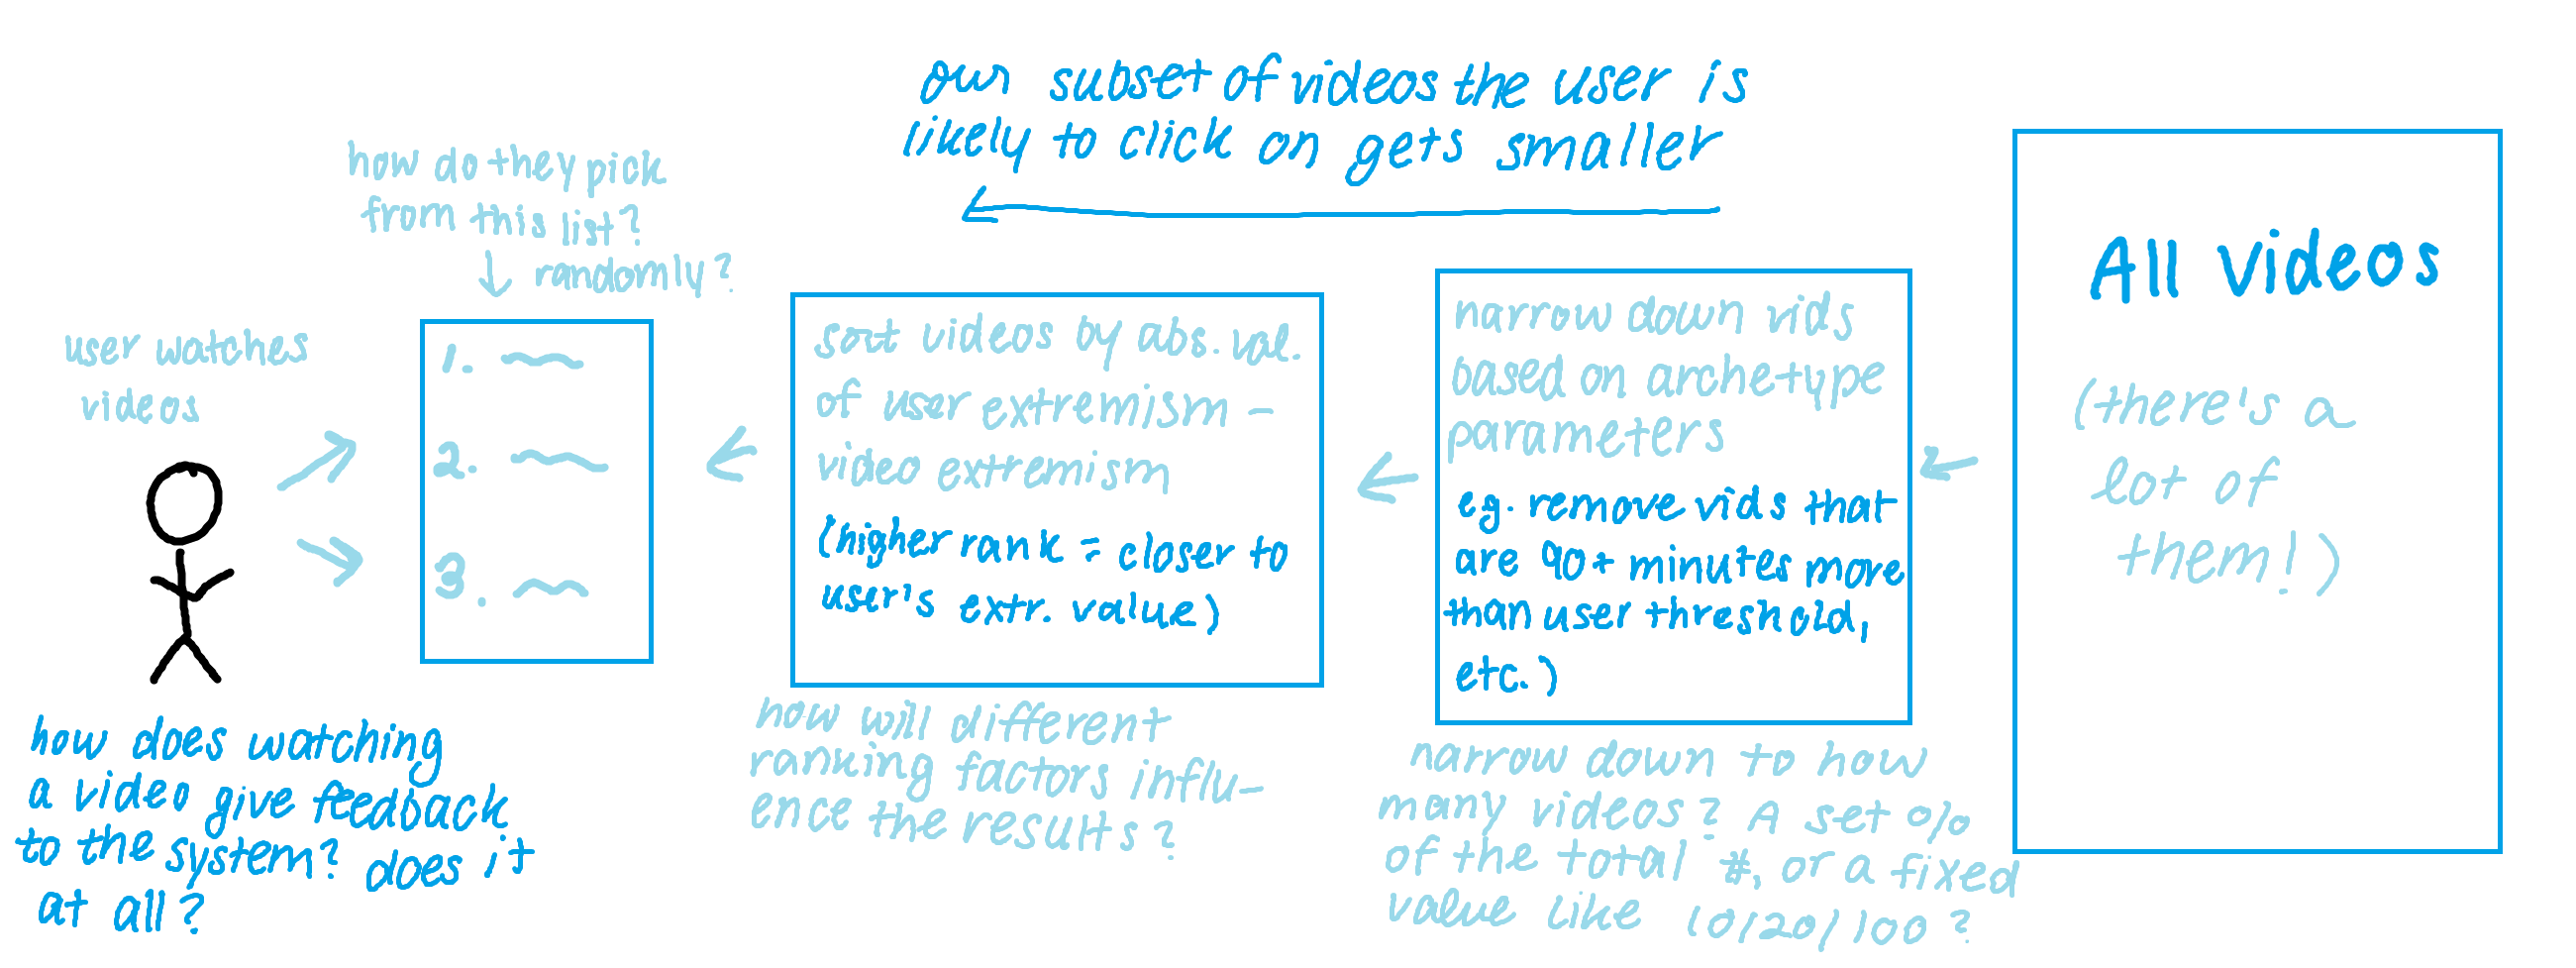 our subset of videos the user is
likely to click on gets smaller
how do they pick
from this list?
randomly?
user watches
videos
1.
2.
3.
how does watching
a video give feedback
to the system? does it
at all?
sort videos by abs. val.
of user extremism -
video extremism
(higher rank = closer to
user's extr. value)
how will different
ranking factors influ-
ence the results?
narrow down vids
based on archetype
parameters
eg. remove vids that
are 90+ minutes more
than user threshold,
etc.)
narrow down to how
many videos? A set %
of the total #, or a fixed
value like 10/20/100?
All videos
(there's a
lot of
them!)